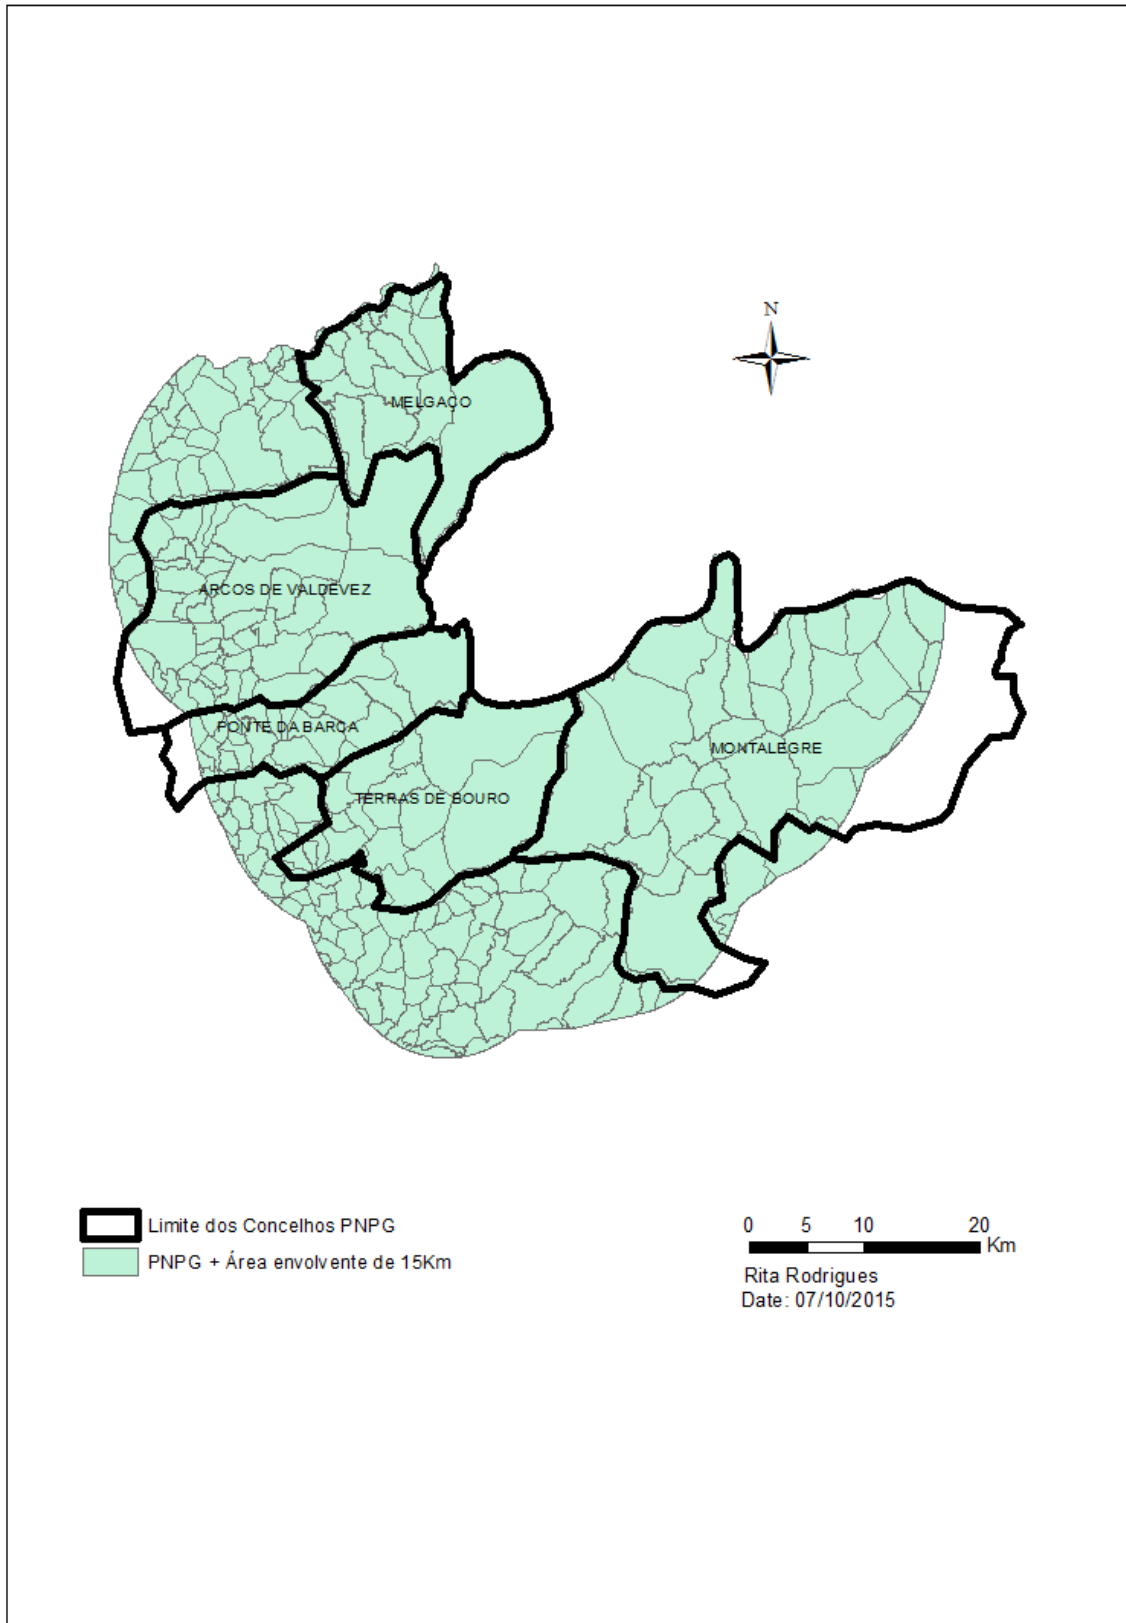 N
MELGAÇO
ARCOS DE VALDEVEZ
PONTE DA BARCA
MONTALEGRE
TERRAS DE BOURO
Limite dos Concelhos PNPG
PNPG + Área envolvente de 15Km
0 5 10 20
Km
Rita Rodrigues
Date: 07/10/2015